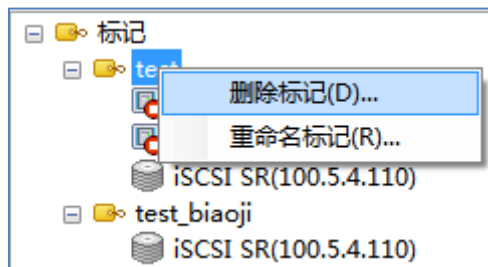 标记
test
删除标记(D)...
重命名标记(R)...
iSCSI SR(100.5.4.110)
test_biaoji
iSCSI SR(100.5.4.110)